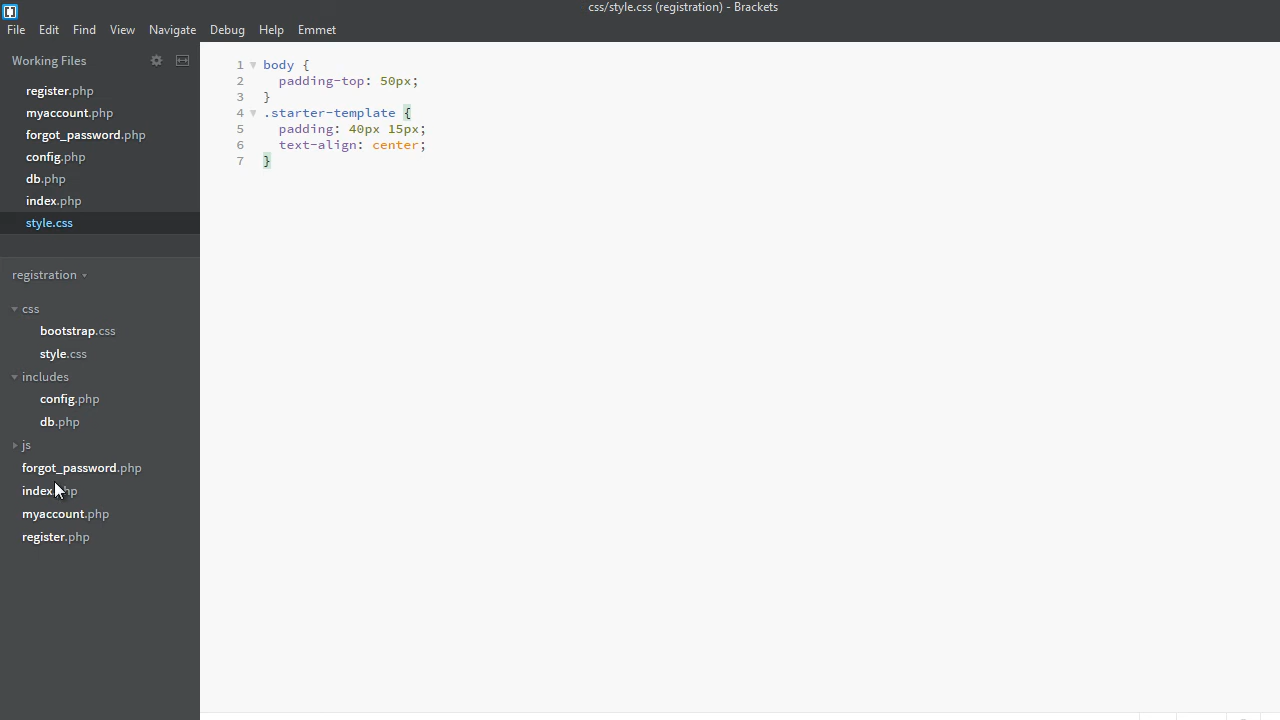 css/style.css (registration) - Brackets
File Edit Find View Navigate Debug Help Emmet
Working Files
register.php
myaccount.php
forgot_password.php
config.php
db.php
index.php
style.css
registration
css
bootstrap.css
style.css
includes
config.php
db.php
js
forgot_password.php
index
myaccount.php
register.php
1 body {
2 padding-top: 50px;
3 }
4 .starter-template {
5 padding: 40px 15px;
6 text-align: center;
7 }